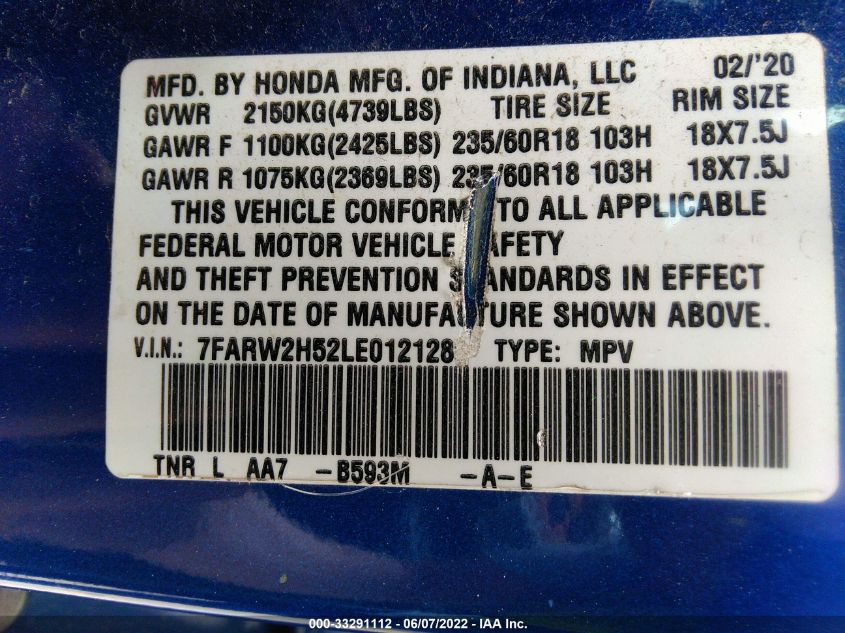 MFD. BY HONDA MFG. OF INDIANA, LLC 02/'20
GVWR 2150KG(4739LBS) TIRE SIZE RIM SIZE
GAWR F 1100KG(2425LBS) 235/60R18 103H 18X7.5J
GAWR R 1075KG(2369LBS) 235/60R18 103H 18X7.5J
THIS VEHICLE CONFORM TO ALL APPLICABLE
FEDERAL MOTOR VEHICLE AFETY
AND THEFT PREVENTION S ANDARDS IN EFFECT
ON THE DATE OF MANUFACTURE SHOWN ABOVE.
V.I.N.: 7FARW2H52LE012128 TYPE: MPV
TNR L AA7 -B593M -A-E
000-33291112 - 06/07/2022 - IAA Inc.